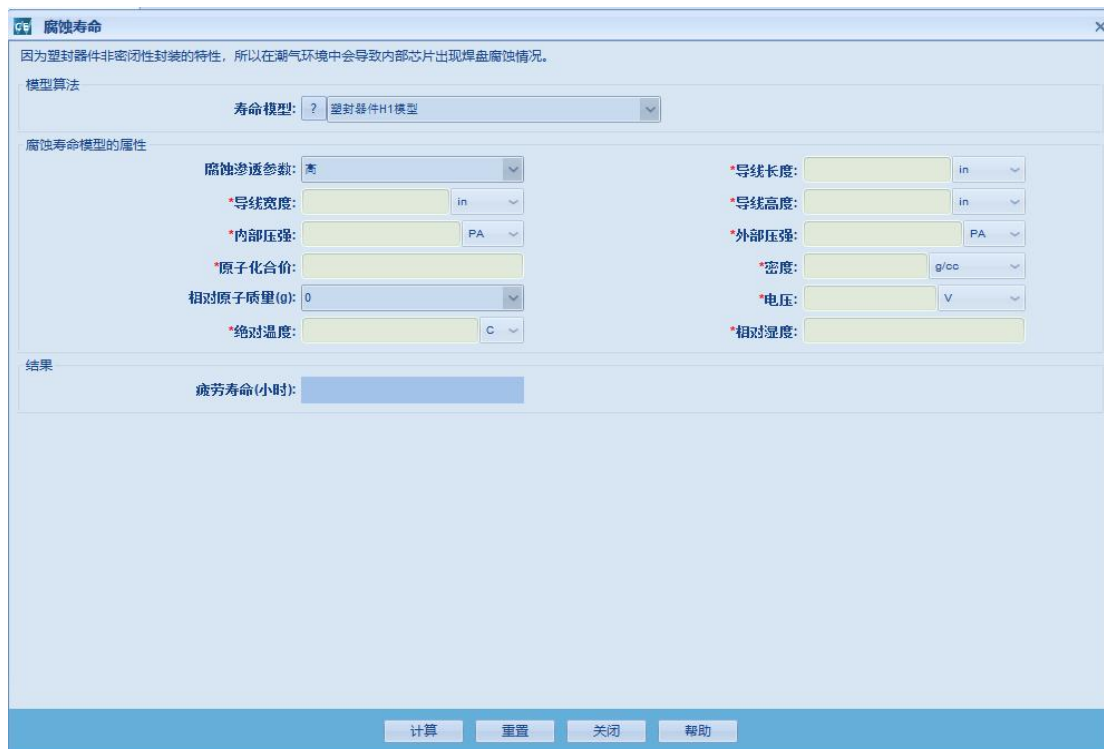 CE 腐蚀寿命 ×
因为塑封器件非密闭性封装的特性，所以在潮气环境中会导致内部芯片出现焊盘腐蚀情况。
模型算法
寿命模型: ? 塑封器件H1模型
腐蚀寿命模型的属性
腐蚀渗透参数: 高 *导线长度: in
*导线宽度: in *导线高度: in
*内部压强: PA *外部压强: PA
*原子化合价: *密度: g/cc
相对原子质量(g): 0 *电压: V
*绝对温度: C *相对湿度:
结果
疲劳寿命(小时):
计算 重置 关闭 帮助